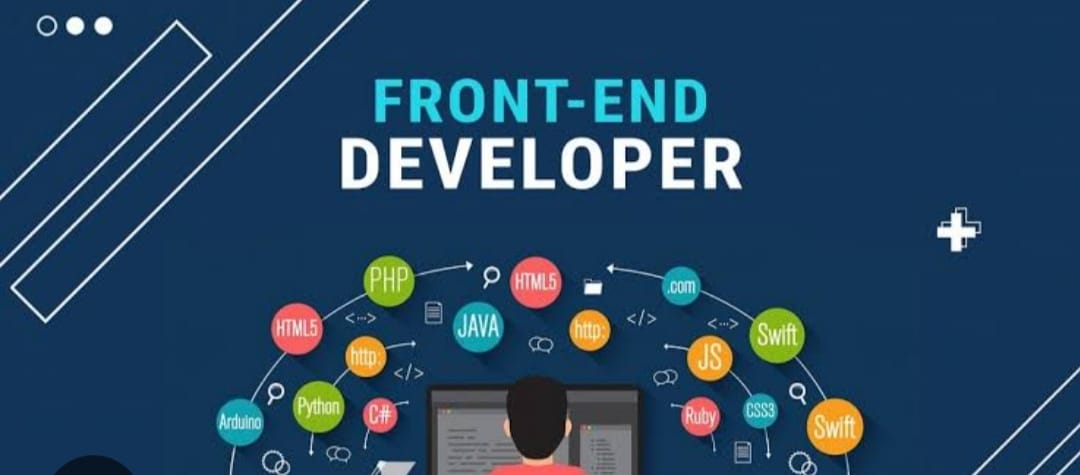 FRONT-END
DEVELOPER
PHP
HTML5
.com
HTML5
JAVA
http:
Swift
http:
JS
Arduino
Python
C#
Ruby
CSS3
Swift